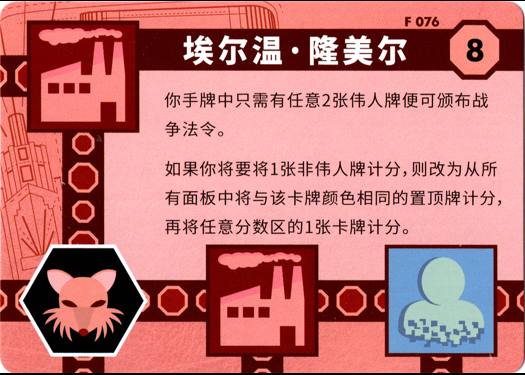 F 076
埃尔温·隆美尔
8
你手牌中只需有任意2张伟人牌便可颁布战
争法令。
如果你将要将1张非伟人牌计分，则改为从所
有面板中将与该卡牌颜色相同的置顶牌计分，
再将任意分数区的1张卡牌计分。